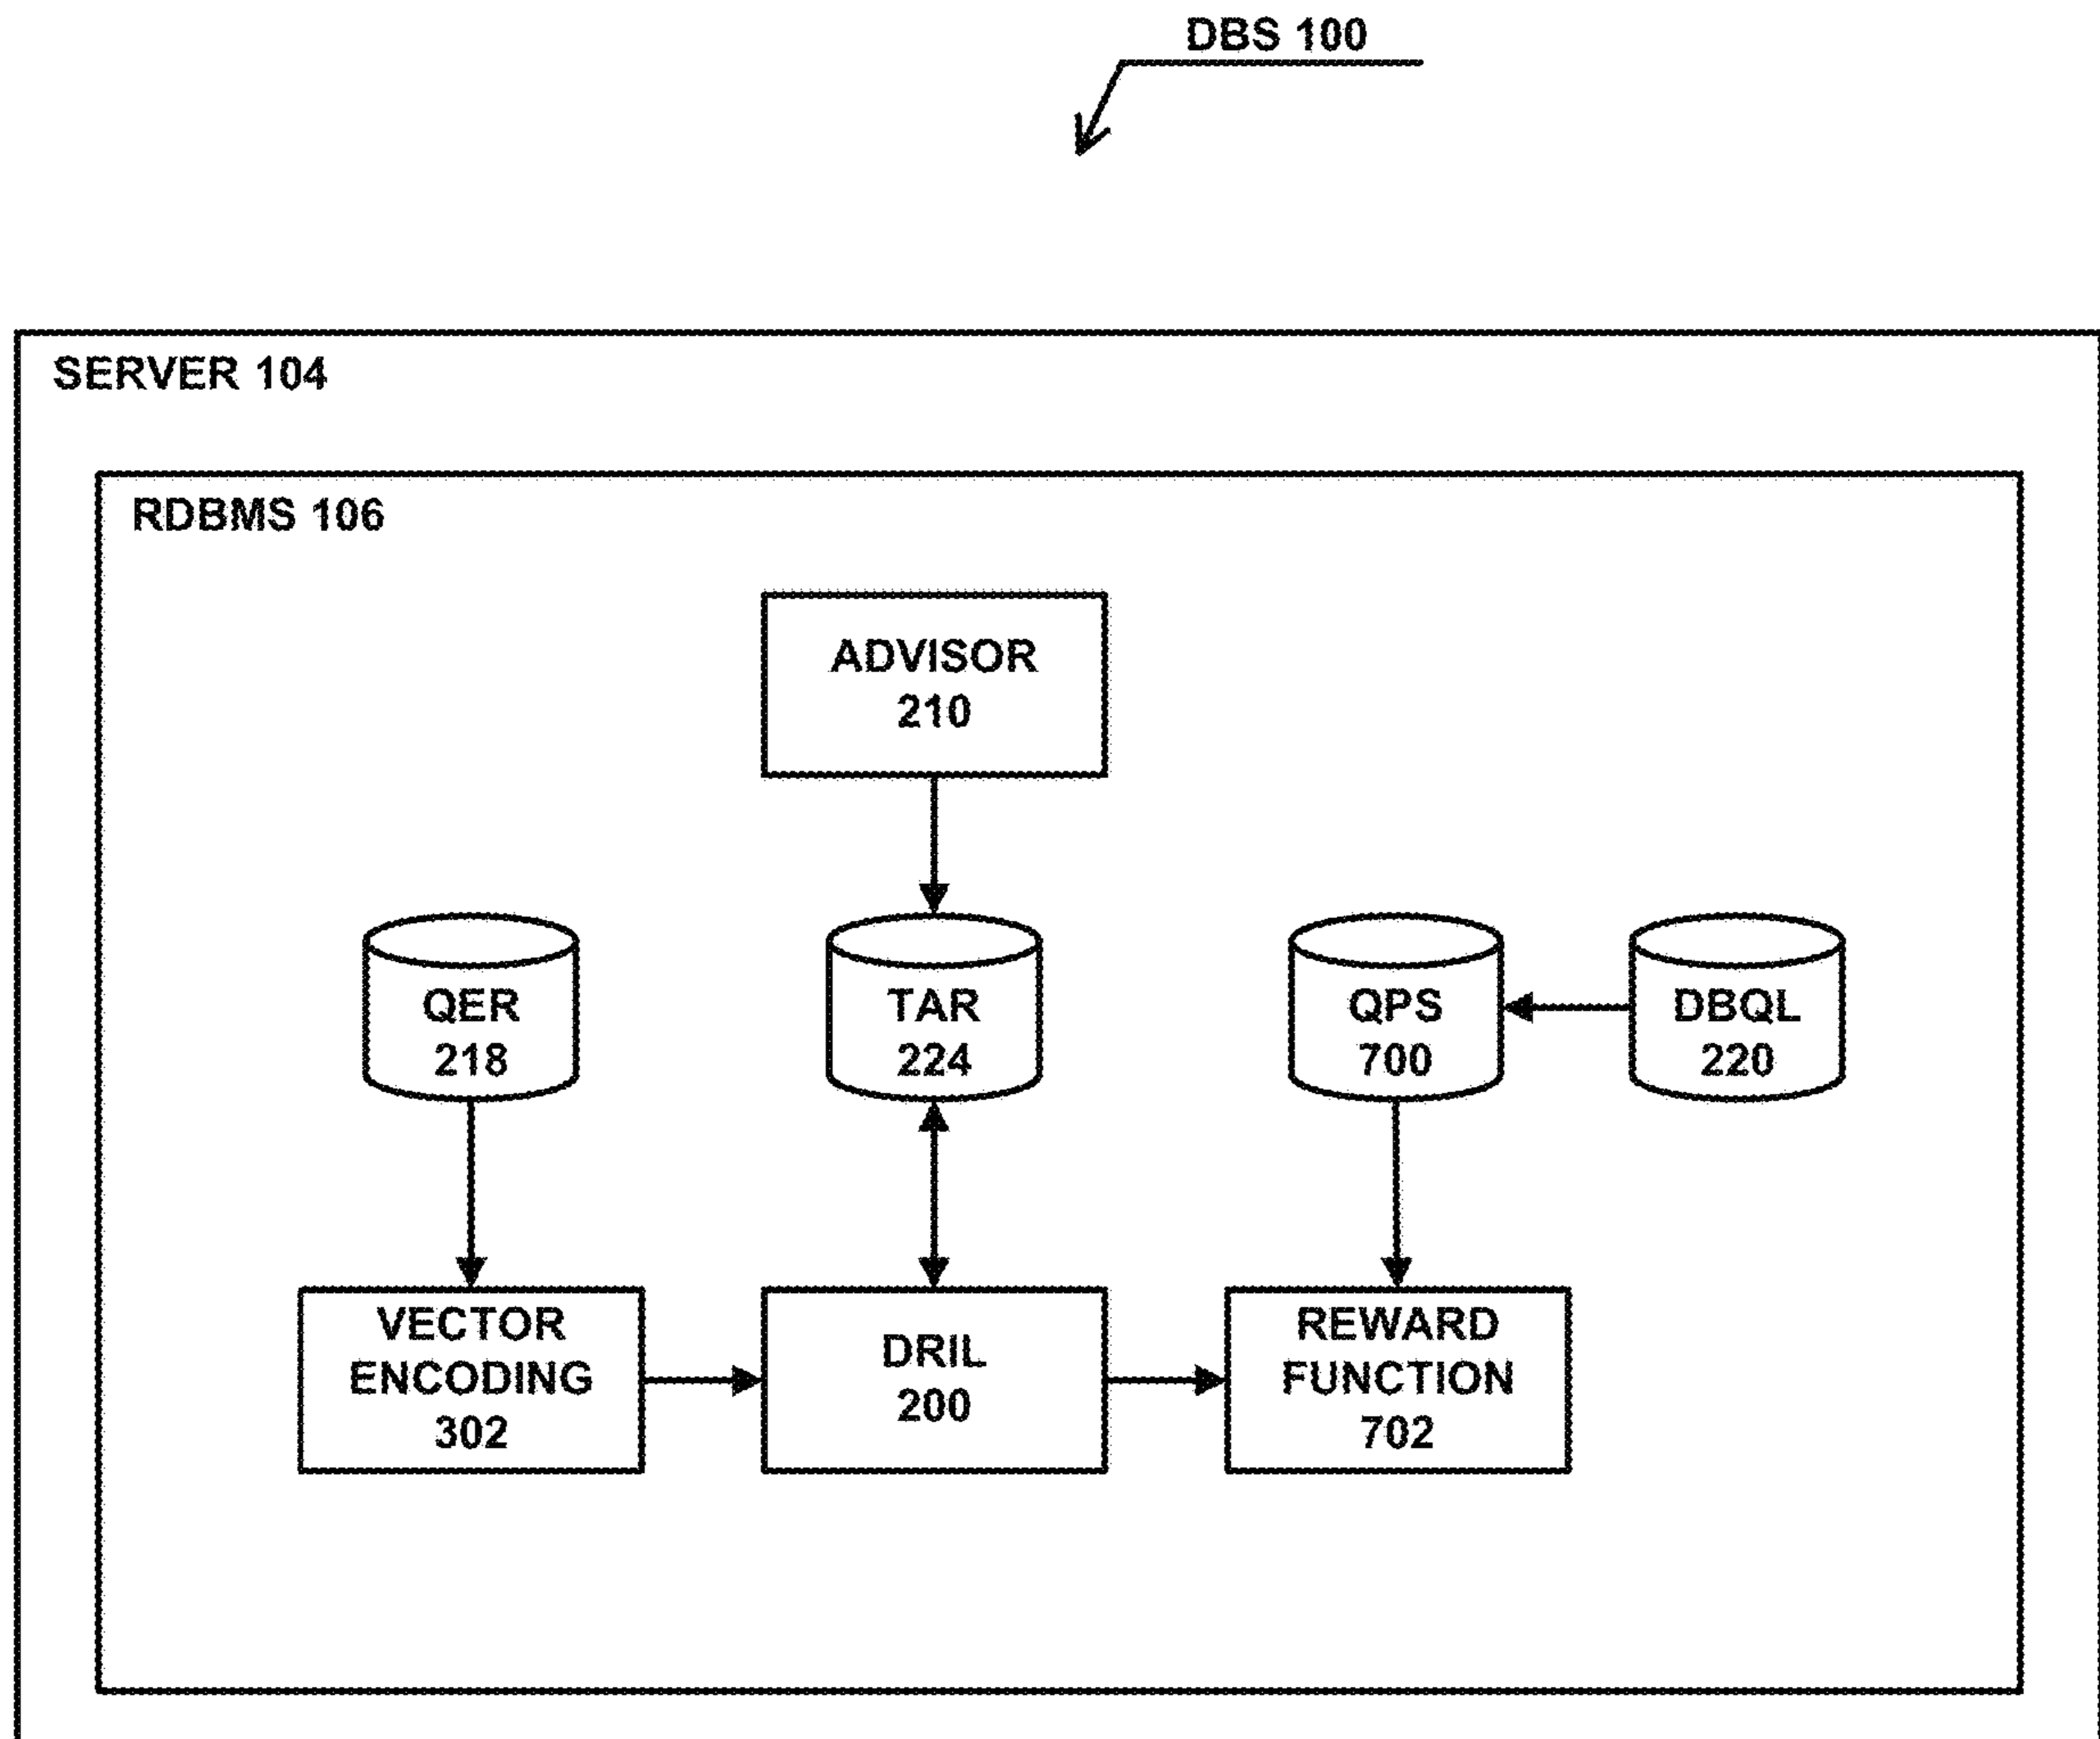 DBS 100
SERVER 104
RDBMS 106
ADVISOR
210
QER
218
TAR
224
QPS
700
DBQL
220
VECTOR
ENCODING
302
DRIL
200
REWARD
FUNCTION
702